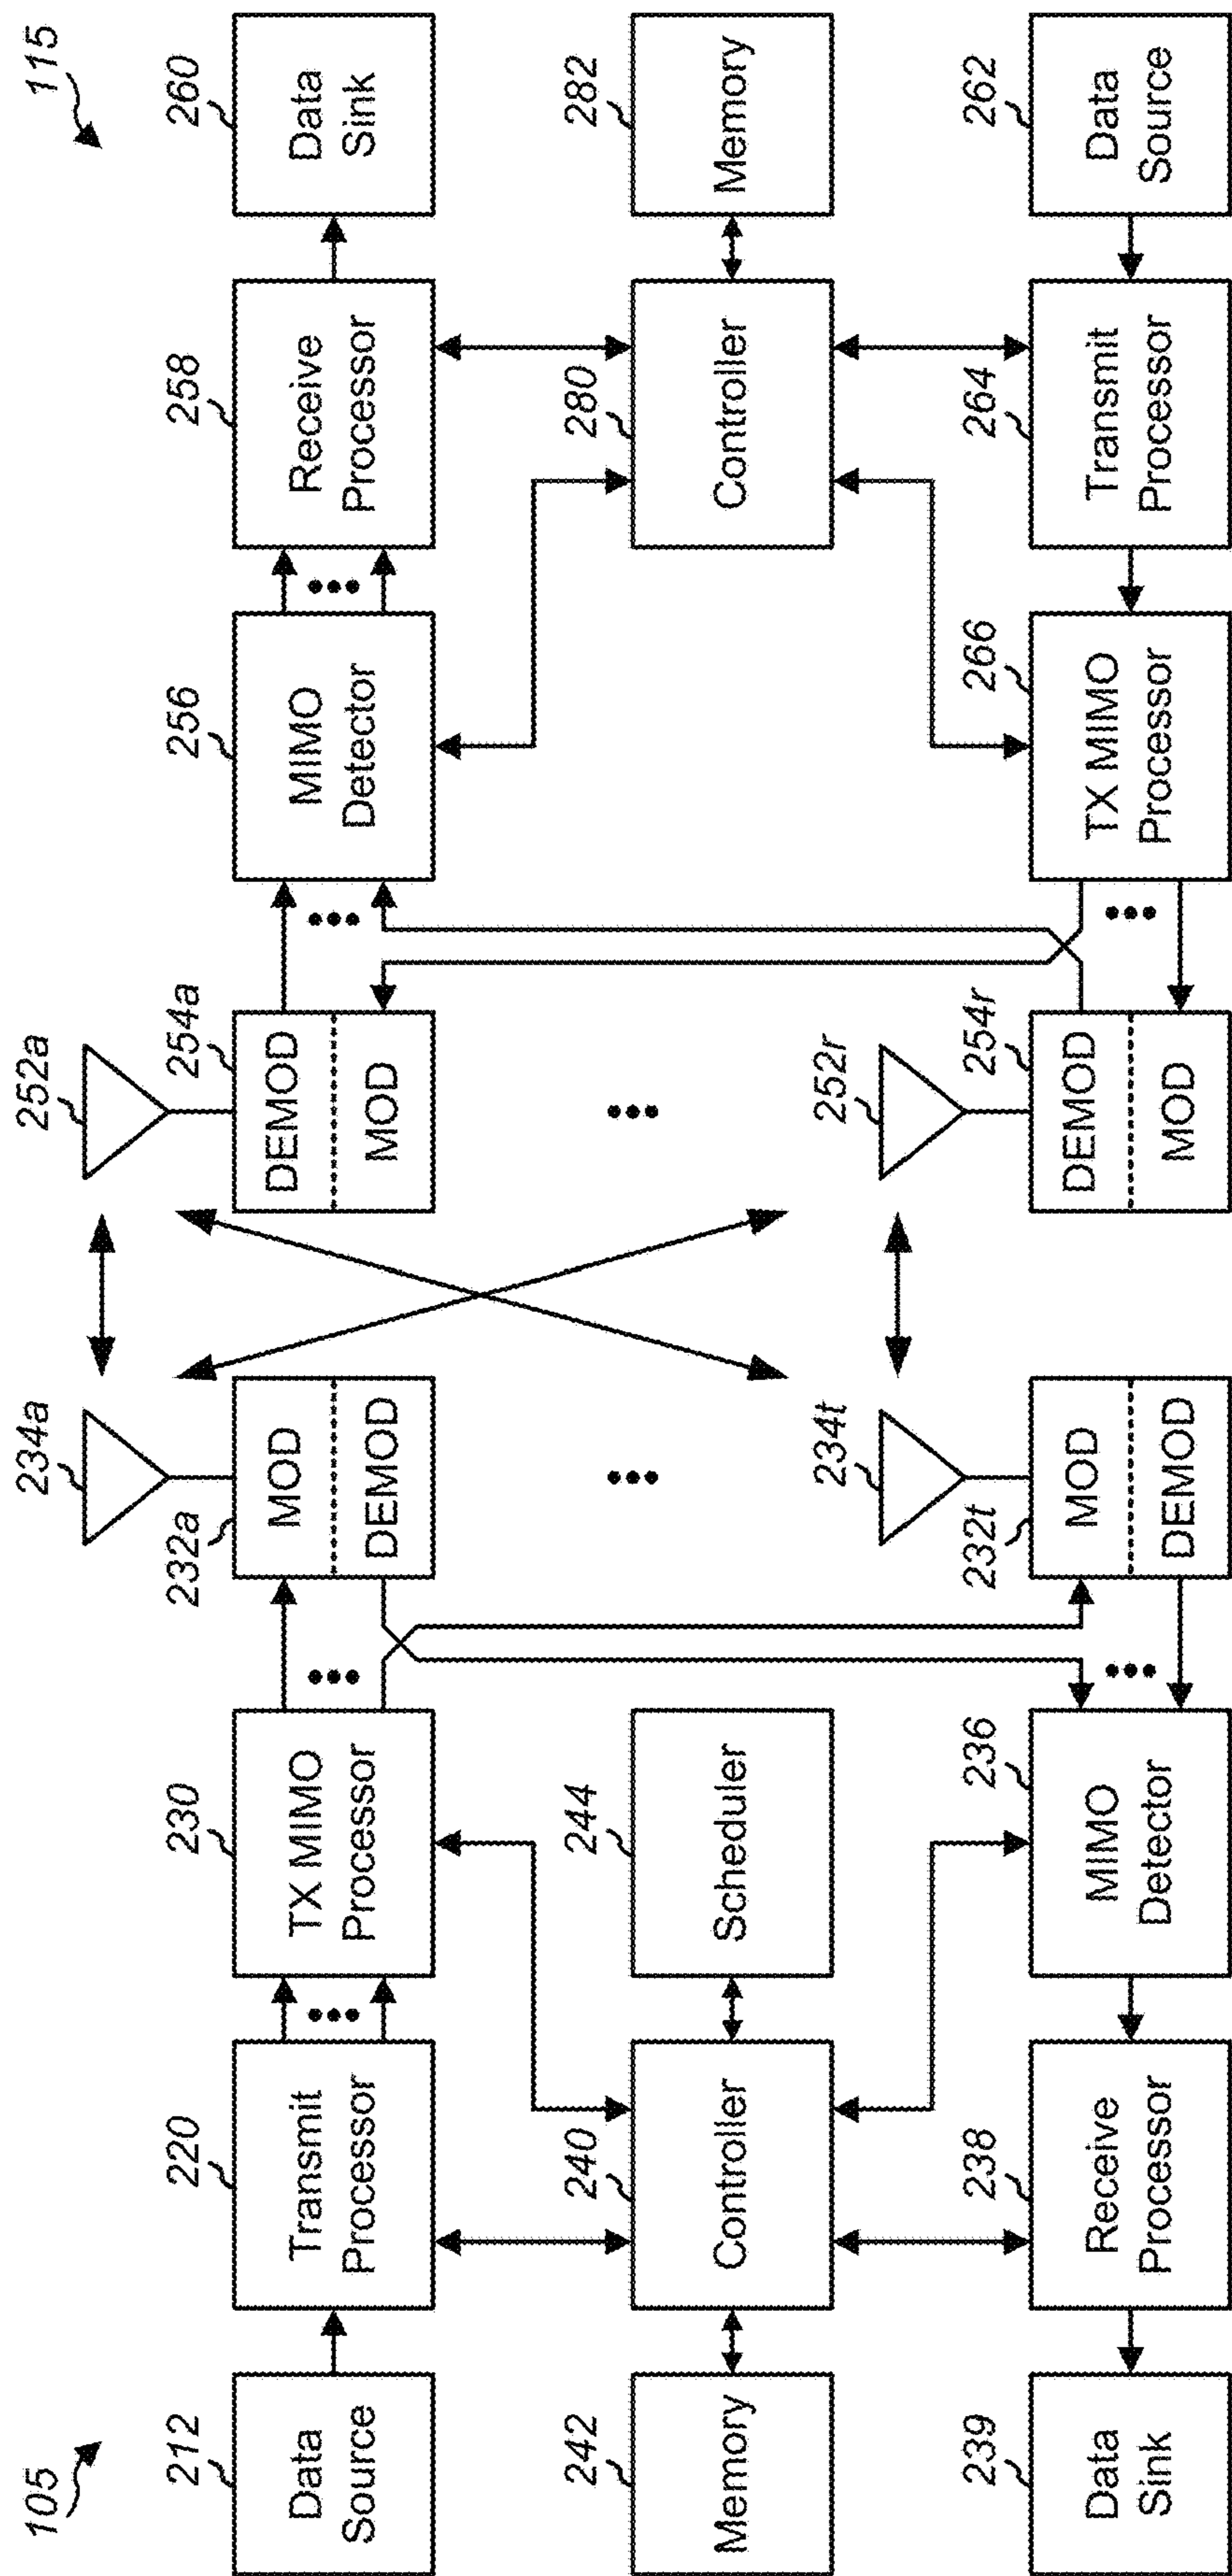 105
115
212
Data
Source
220
Transmit
Processor
230
TX MIMO
Processor
232a
MOD
DEMOD
234a
252a
254a
DEMOD
MOD
256
MIMO
Detector
258
Receive
Processor
260
Data
Sink
242
Memory
240
Controller
244
Scheduler
280
Controller
282
Memory
239
Data
Sink
238
Receive
Processor
236
MIMO
Detector
232t
MOD
DEMOD
234t
252r
254r
DEMOD
MOD
266
TX MIMO
Processor
264
Transmit
Processor
262
Data
Source